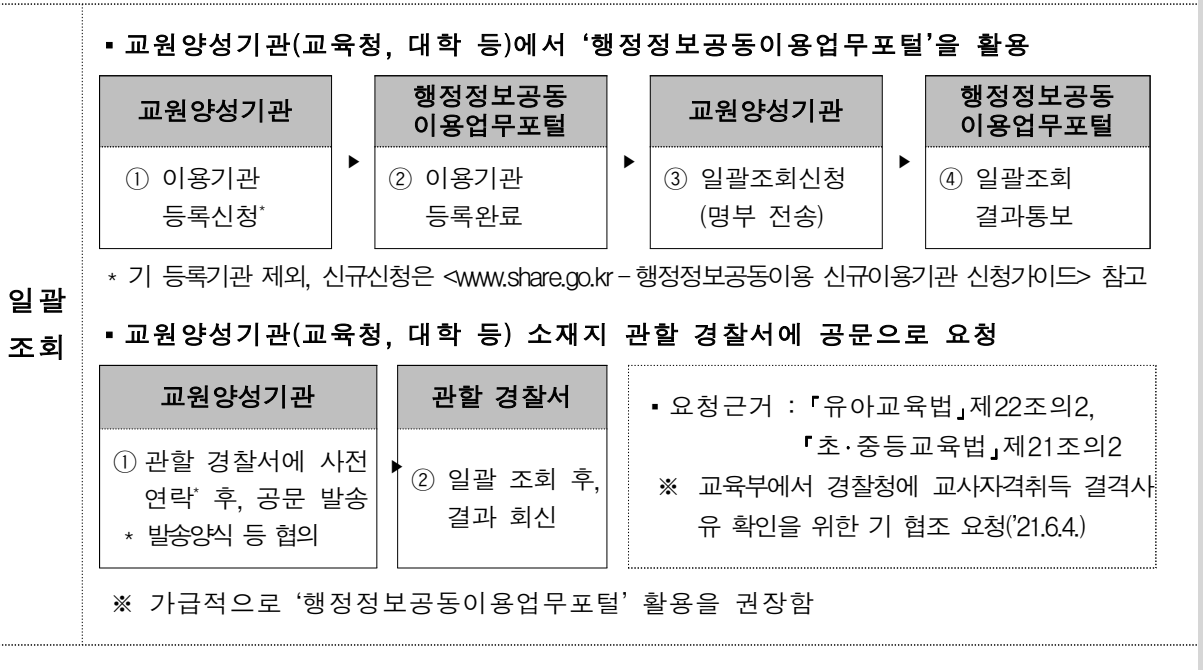 일괄
조회
▪ 교원양성기관(교육청, 대학 등)에서 ‘행정정보공동이용업무포털’을 활용
교원양성기관
① 이용기관
등록신청*
▶
행정정보공동
이용업무포털
② 이용기관
등록완료
▶
교원양성기관
③ 일괄조회신청
(명부 전송)
▶
행정정보공동
이용업무포털
④ 일괄조회
결과통보
* 기 등록기관 제외, 신규신청은 <www.share.go.kr – 행정정보공동이용 신규이용기관 신청가이드> 참고
▪ 교원양성기관(교육청, 대학 등) 소재지 관할 경찰서에 공문으로 요청
교원양성기관
① 관할 경찰서에 사전
연락* 후, 공문 발송
* 발송양식 등 협의
▶
관할 경찰서
② 일괄 조회 후,
결과 회신
▪ 요청근거 : 「유아교육법」제22조의2,
「초·중등교육법」제21조의2
※ 교육부에서 경찰청에 교사자격취득 결격사
유 확인을 위한 기 협조 요청('21.6.4.)
※ 가급적으로 ‘행정정보공동이용업무포털’ 활용을 권장함